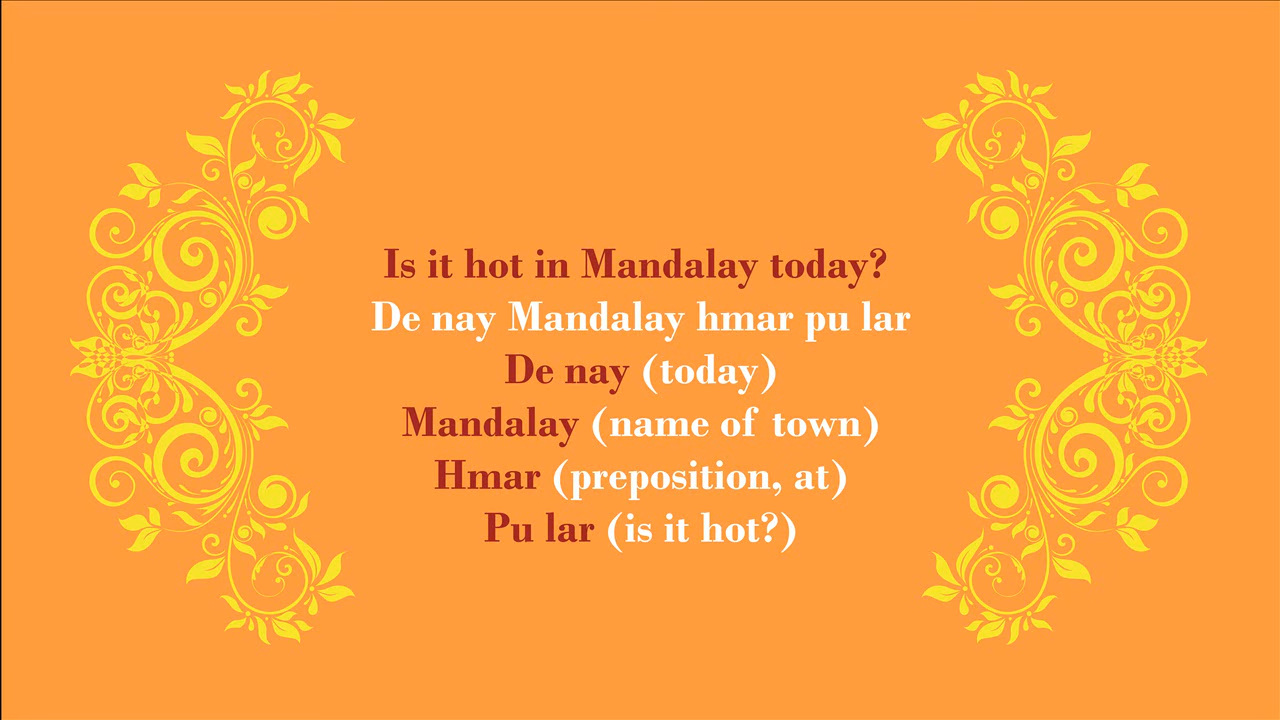 Is it hot in Mandalay today?
De nay Mandalay hmar pu lar
De nay (today)
Mandalay (name of town)
Hmar (preposition, at)
Pu lar (is it hot?)